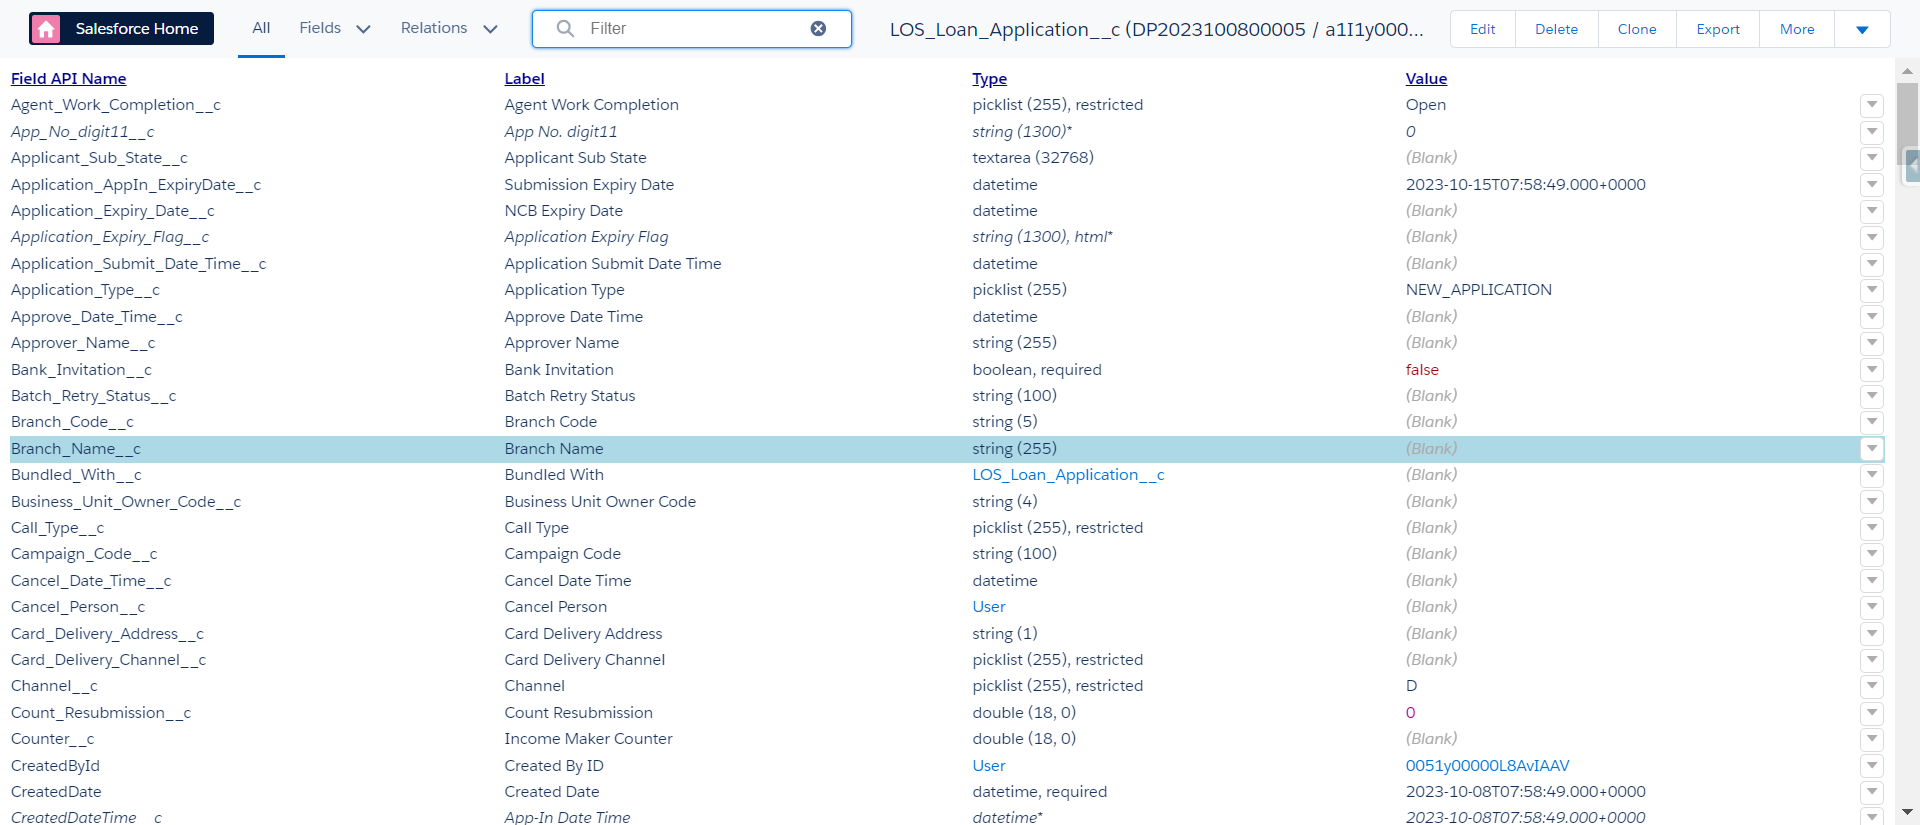 Salesforce Home All Fields Relations Filter LOS_Loan_Application__c (DP2023100800005 / a1I1y000... Edit Delete Clone Export More
Field API Name Label Type Value
Agent_Work_Completion__c Agent Work Completion picklist (255), restricted Open
App_No_digit11__c App No. digit11 string (1300)* 0
Applicant_Sub_State__c Applicant Sub State textarea (32768) (Blank)
Application_AppIn_ExpiryDate__c Submission Expiry Date datetime 2023-10-15T07:58:49.000+0000
Application_Expiry_Date__c NCB Expiry Date datetime (Blank)
Application_Expiry_Flag__c Application Expiry Flag string (1300), html* (Blank)
Application_Submit_Date_Time__c Application Submit Date Time datetime (Blank)
Application_Type__c Application Type picklist (255) NEW_APPLICATION
Approve_Date_Time__c Approve Date Time datetime (Blank)
Approver_Name__c Approver Name string (255) (Blank)
Bank_Invitation__c Bank Invitation boolean, required false
Batch_Retry_Status__c Batch Retry Status string (100) (Blank)
Branch_Code__c Branch Code string (5) (Blank)
Branch_Name__c Branch Name string (255) (Blank)
Bundled_With__c Bundled With LOS_Loan_Application__c (Blank)
Business_Unit_Owner_Code__c Business Unit Owner Code string (4) (Blank)
Call_Type__c Call Type picklist (255), restricted (Blank)
Campaign_Code__c Campaign Code string (100) (Blank)
Cancel_Date_Time__c Cancel Date Time datetime (Blank)
Cancel_Person__c Cancel Person User (Blank)
Card_Delivery_Address__c Card Delivery Address string (1) (Blank)
Card_Delivery_Channel__c Card Delivery Channel picklist (255), restricted (Blank)
Channel__c Channel picklist (255), restricted D
Count_Resubmission__c Count Resubmission double (18, 0) 0
Counter__c Income Maker Counter double (18, 0) (Blank)
CreatedById Created By ID User 0051y00000L8AvIAAV
CreatedDate Created Date datetime, required 2023-10-08T07:58:49.000+0000
CreatedDateTime__c App-In Date Time datetime* 2023-10-08T07:58:49.000+0000